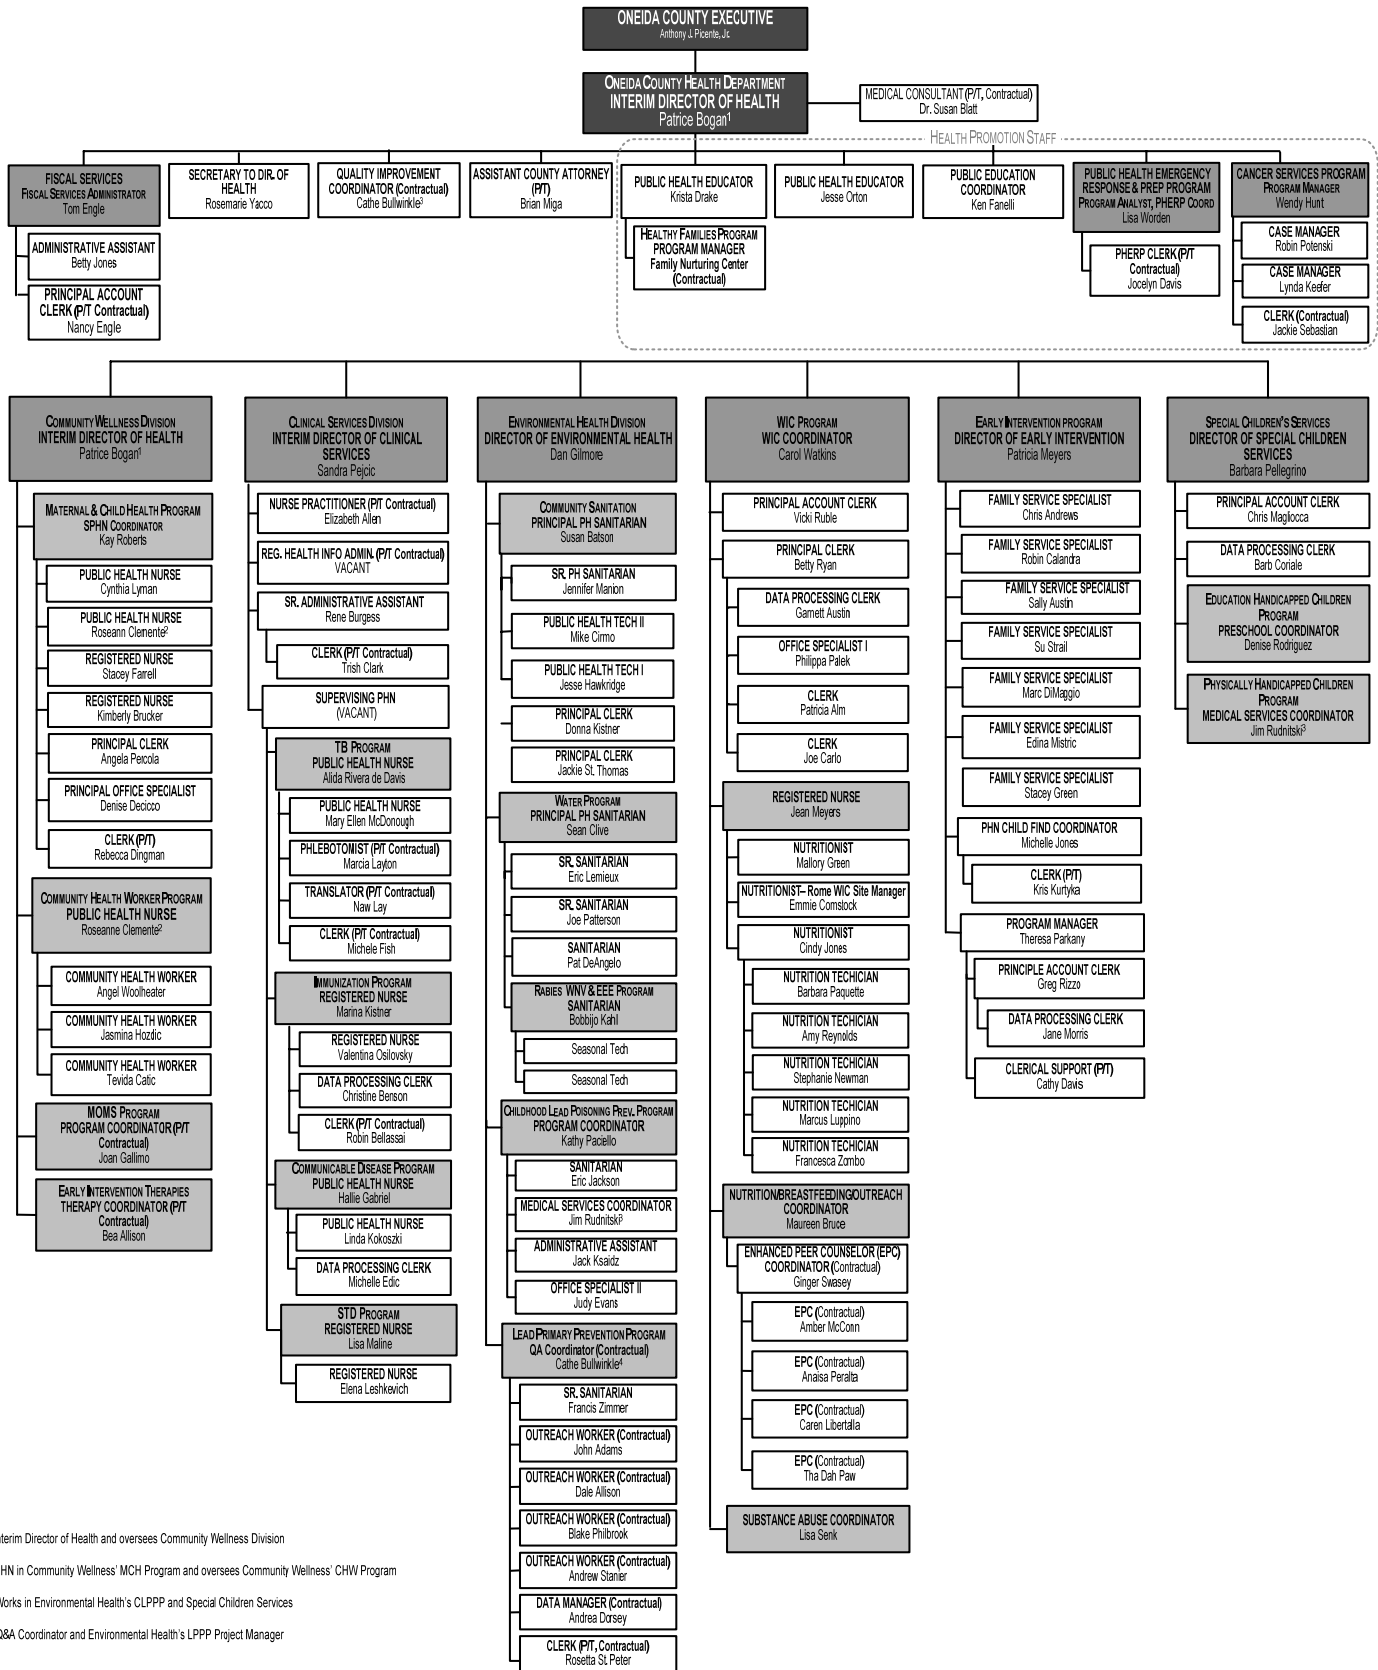 ONEIDA COUNTY EXECUTIVE
Anthony J. Picente, Jr.
ONEIDA COUNTY HEALTH DEPARTMENT
INTERIM DIRECTOR OF HEALTH
Patrice Bogan¹
MEDICAL CONSULTANT (P/T, Contractual)
Dr. Susan Blatt
HEALTH PROMOTION STAFF
FISCAL SERVICES
FISCAL SERVICES ADMINISTRATOR
Tom Engle
ADMINISTRATIVE ASSISTANT
Betty Jones
PRINCIPAL ACCOUNT
CLERK (P/T Contractual)
Nancy Engle
SECRETARY TO DIR. OF
HEALTH
Rosemarie Yacco
QUALITY IMPROVEMENT
COORDINATOR (Contractual)
Cathe Bullwinkle³
ASSISTANT COUNTY ATTORNEY
(P/T)
Brian Miga
PUBLIC HEALTH EDUCATOR
Krista Drake
HEALTHY FAMILIES PROGRAM
PROGRAM MANAGER
Family Nurturing Center
(Contractual)
PUBLIC HEALTH EDUCATOR
Jesse Orton
PUBLIC EDUCATION
COORDINATOR
Ken Fanelli
PUBLIC HEALTH EMERGENCY
RESPONSE & PREP PROGRAM
PROGRAM ANALYST, PHERP COORD
Lisa Worden
PHERP CLERK (P/T
Contractual)
Jocelyn Davis
CANCER SERVICES PROGRAM
PROGRAM MANAGER
Wendy Hunt
CASE MANAGER
Robin Potenski
CASE MANAGER
Lynda Keefer
CLERK (Contractual)
Jackie Sebastian
COMMUNITY WELLNESS DIVISION
INTERIM DIRECTOR OF HEALTH
Patrice Bogan¹
MATERNAL & CHILD HEALTH PROGRAM
SPHN COORDINATOR
Kay Roberts
PUBLIC HEALTH NURSE
Cynthia Lyman
PUBLIC HEALTH NURSE
Roseann Clemente²
REGISTERED NURSE
Stacey Farrell
REGISTERED NURSE
Kimberly Brucker
PRINCIPAL CLERK
Angela Percola
PRINCIPAL OFFICE SPECIALIST
Denise Decicco
CLERK (P/T)
Rebecca Dingman
COMMUNITY HEALTH WORKER PROGRAM
PUBLIC HEALTH NURSE
Roseanne Clemente²
COMMUNITY HEALTH WORKER
Angel Woolheater
COMMUNITY HEALTH WORKER
Jasmina Hozdic
COMMUNITY HEALTH WORKER
Tevida Catic
MOMS PROGRAM
PROGRAM COORDINATOR (P/T
Contractual)
Joan Gallimo
EARLY INTERVENTION THERAPIES
THERAPY COORDINATOR (P/T
Contractual)
Bea Allison
CLINICAL SERVICES DIVISION
INTERIM DIRECTOR OF CLINICAL
SERVICES
Sandra Pejcic
NURSE PRACTITIONER (P/T Contractual)
Elizabeth Allen
REG. HEALTH INFO ADMIN. (P/T Contractual)
VACANT
SR. ADMINISTRATIVE ASSISTANT
Rene Burgess
CLERK (P/T Contractual)
Trish Clark
SUPERVISING PHN
(VACANT)
TB PROGRAM
PUBLIC HEALTH NURSE
Alida Rivera de Davis
PUBLIC HEALTH NURSE
Mary Ellen McDonough
PHLEBOTOMIST (P/T Contractual)
Marcia Layton
TRANSLATOR (P/T Contractual)
Naw Lay
CLERK (P/T Contractual)
Michele Fish
IMMUNIZATION PROGRAM
REGISTERED NURSE
Marina Kistner
REGISTERED NURSE
Valentina Osilovsky
DATA PROCESSING CLERK
Christine Benson
CLERK (P/T Contractual)
Robin Bellassai
COMMUNICABLE DISEASE PROGRAM
PUBLIC HEALTH NURSE
Hallie Gabriel
PUBLIC HEALTH NURSE
Linda Kokoszki
DATA PROCESSING CLERK
Michelle Edic
STD PROGRAM
REGISTERED NURSE
Lisa Maline
REGISTERED NURSE
Elena Leshkevich
ENVIRONMENTAL HEALTH DIVISION
DIRECTOR OF ENVIRONMENTAL HEALTH
Dan Gilmore
COMMUNITY SANITATION
PRINCIPAL PH SANITARIAN
Susan Batson
SR. PH SANITARIAN
Jennifer Manion
PUBLIC HEALTH TECH II
Mike Cirmo
PUBLIC HEALTH TECH I
Jesse Hawkridge
PRINCIPAL CLERK
Donna Kistner
PRINCIPAL CLERK
Jackie St. Thomas
WATER PROGRAM
PRINCIPAL PH SANITARIAN
Sean Clive
SR. SANITARIAN
Eric Lemieux
SR. SANITARIAN
Joe Patterson
SANITARIAN
Pat DeAngelo
RABIES WNV & EEE PROGRAM
SANITARIAN
Bobbijo Kahl
Seasonal Tech
Seasonal Tech
CHILDHOOD LEAD POISONING PREV. PROGRAM
PROGRAM COORDINATOR
Kathy Paciello
SANITARIAN
Eric Jackson
MEDICAL SERVICES COORDINATOR
Jim Rudnitski³
ADMINISTRATIVE ASSISTANT
Jack Ksaidz
OFFICE SPECIALIST II
Judy Evans
LEAD PRIMARY PREVENTION PROGRAM
QA Coordinator (Contractual)
Cathe Bullwinkle⁴
SR. SANITARIAN
Francis Zimmer
OUTREACH WORKER (Contractual)
John Adams
OUTREACH WORKER (Contractual)
Dale Allison
OUTREACH WORKER (Contractual)
Blake Philbrook
OUTREACH WORKER (Contractual)
Andrew Stanier
DATA MANAGER (Contractual)
Andrea Dorsey
CLERK (P/T, Contractual)
Rosetta St. Peter
WIC PROGRAM
WIC COORDINATOR
Carol Watkins
PRINCIPAL ACCOUNT CLERK
Vicki Ruble
PRINCIPAL CLERK
Betty Ryan
DATA PROCESSING CLERK
Garnett Austin
OFFICE SPECIALIST I
Philippa Palek
CLERK
Patricia Alm
CLERK
Joe Carlo
REGISTERED NURSE
Jean Meyers
NUTRITIONIST
Mallory Green
NUTRITIONIST– Rome WIC Site Manager
Emmie Comstock
NUTRITIONIST
Cindy Jones
NUTRITION TECHICIAN
Barbara Paquette
NUTRITION TECHICIAN
Amy Reynolds
NUTRITION TECHICIAN
Stephanie Newman
NUTRITION TECHICIAN
Marcus Luppino
NUTRITION TECHICIAN
Francesca Zombo
NUTRITION/BREASTFEEDING/OUTREACH
COORDINATOR
Maureen Bruce
ENHANCED PEER COUNSELOR (EPC)
COORDINATOR (Contractual)
Ginger Swasey
EPC (Contractual)
Amber McConn
EPC (Contractual)
Anaisa Peralta
EPC (Contractual)
Caren Libertalla
EPC (Contractual)
Tha Dah Paw
SUBSTANCE ABUSE COORDINATOR
Lisa Senk
EARLY INTERVENTION PROGRAM
DIRECTOR OF EARLY INTERVENTION
Patricia Meyers
FAMILY SERVICE SPECIALIST
Chris Andrews
FAMILY SERVICE SPECIALIST
Robin Calandra
FAMILY SERVICE SPECIALIST
Sally Austin
FAMILY SERVICE SPECIALIST
Su Strail
FAMILY SERVICE SPECIALIST
Marc DiMaggio
FAMILY SERVICE SPECIALIST
Edina Mistric
FAMILY SERVICE SPECIALIST
Stacey Green
PHN CHILD FIND COORDINATOR
Michelle Jones
CLERK (P/T)
Kris Kurtyka
PROGRAM MANAGER
Theresa Parkany
PRINCIPLE ACCOUNT CLERK
Greg Rizzo
DATA PROCESSING CLERK
Jane Morris
CLERICAL SUPPORT (P/T)
Cathy Davis
SPECIAL CHILDREN'S SERVICES
DIRECTOR OF SPECIAL CHILDREN
SERVICES
Barbara Pellegrino
PRINCIPAL ACCOUNT CLERK
Chris Magliocca
DATA PROCESSING CLERK
Barb Coriale
EDUCATION HANDICAPPED CHILDREN
PROGRAM
PRESCHOOL COORDINATOR
Denise Rodriguez
PHYSICALLY HANDICAPPED CHILDREN
PROGRAM
MEDICAL SERVICES COORDINATOR
Jim Rudnitski³
nterim Director of Health and oversees Community Wellness Division
HN in Community Wellness' MCH Program and oversees Community Wellness' CHW Program
Works in Environmental Health's CLPPP and Special Children Services
Q&A Coordinator and Environmental Health's LPPP Project Manager